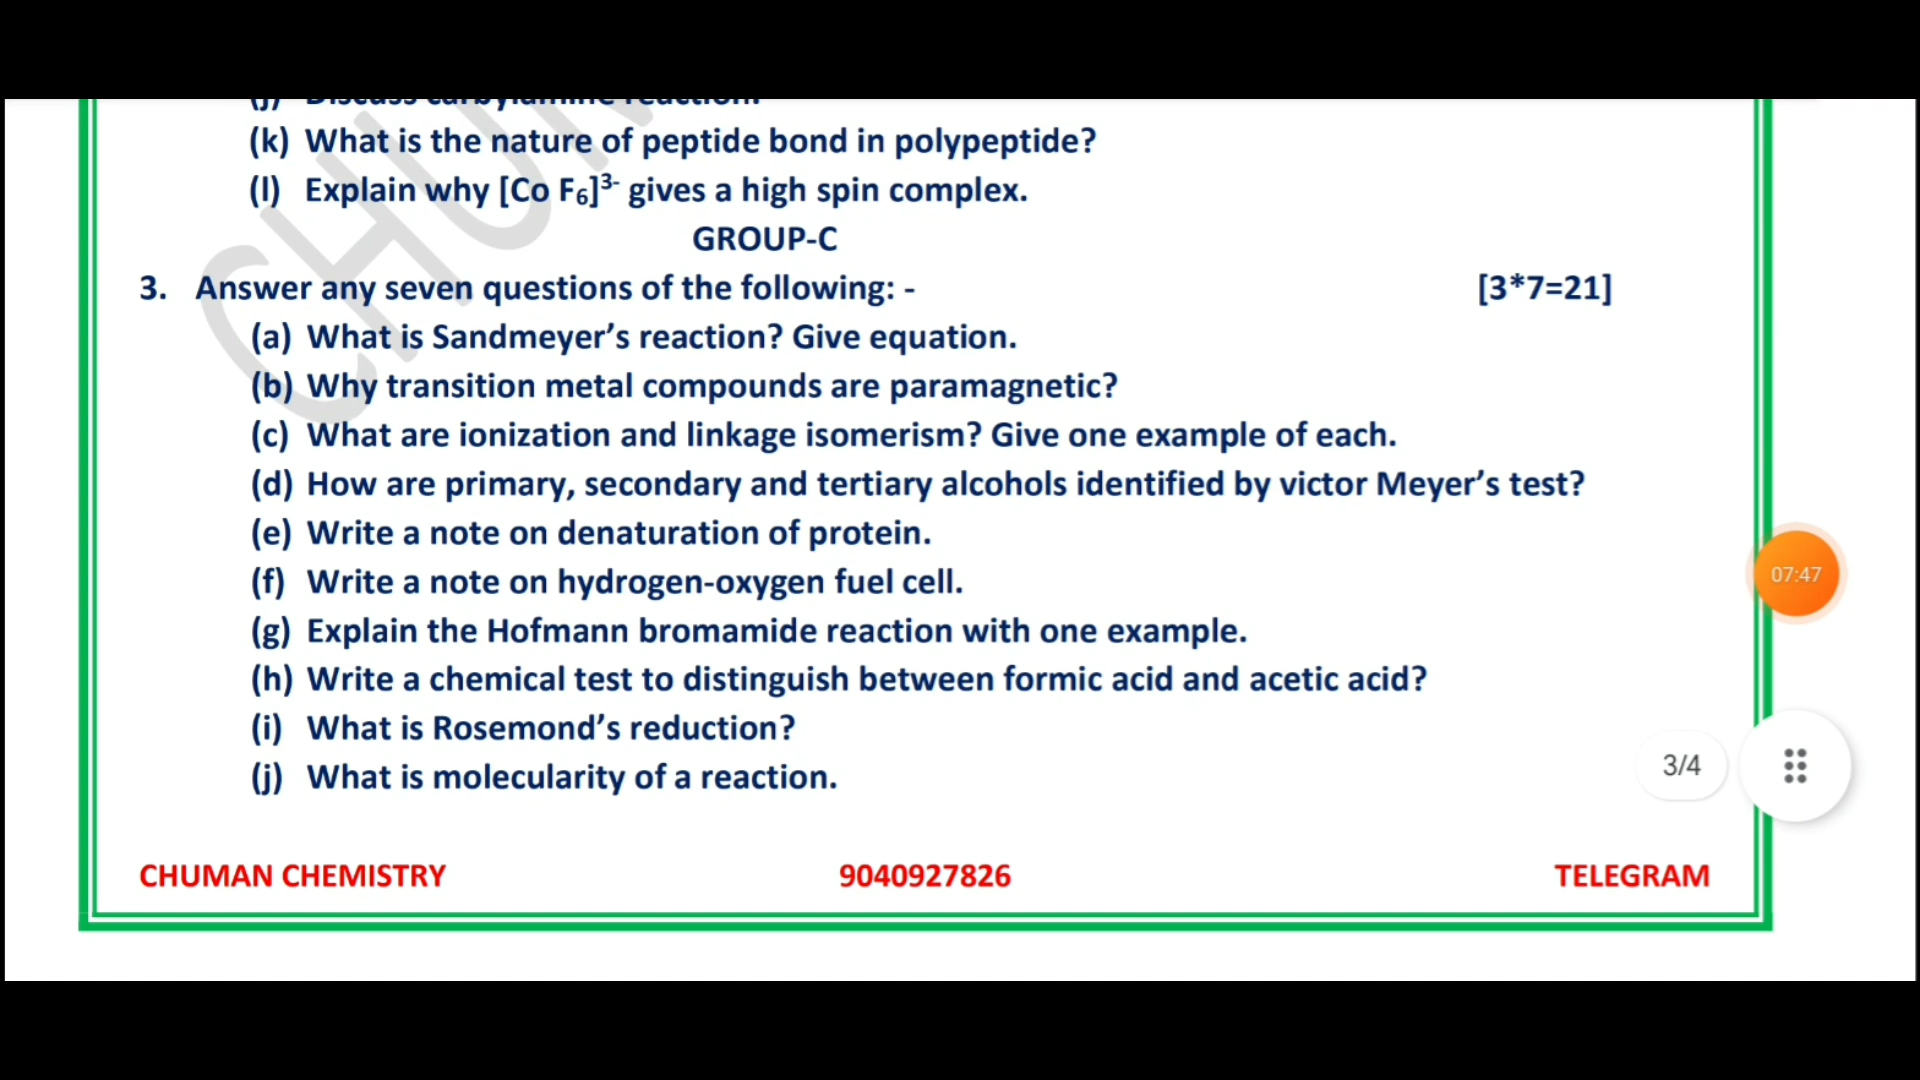 (j) Discuss carbylamine reaction.
(k) What is the nature of peptide bond in polypeptide?
(l) Explain why [Co F₆]³⁻ gives a high spin complex.
GROUP-C
3. Answer any seven questions of the following: - [3*7=21]
(a) What is Sandmeyer’s reaction? Give equation.
(b) Why transition metal compounds are paramagnetic?
(c) What are ionization and linkage isomerism? Give one example of each.
(d) How are primary, secondary and tertiary alcohols identified by victor Meyer’s test?
(e) Write a note on denaturation of protein.
(f) Write a note on hydrogen-oxygen fuel cell.
07:47
(g) Explain the Hofmann bromamide reaction with one example.
(h) Write a chemical test to distinguish between formic acid and acetic acid?
(i) What is Rosemond’s reduction?
3/4
(j) What is molecularity of a reaction.
CHUMAN CHEMISTRY 9040927826 TELEGRAM